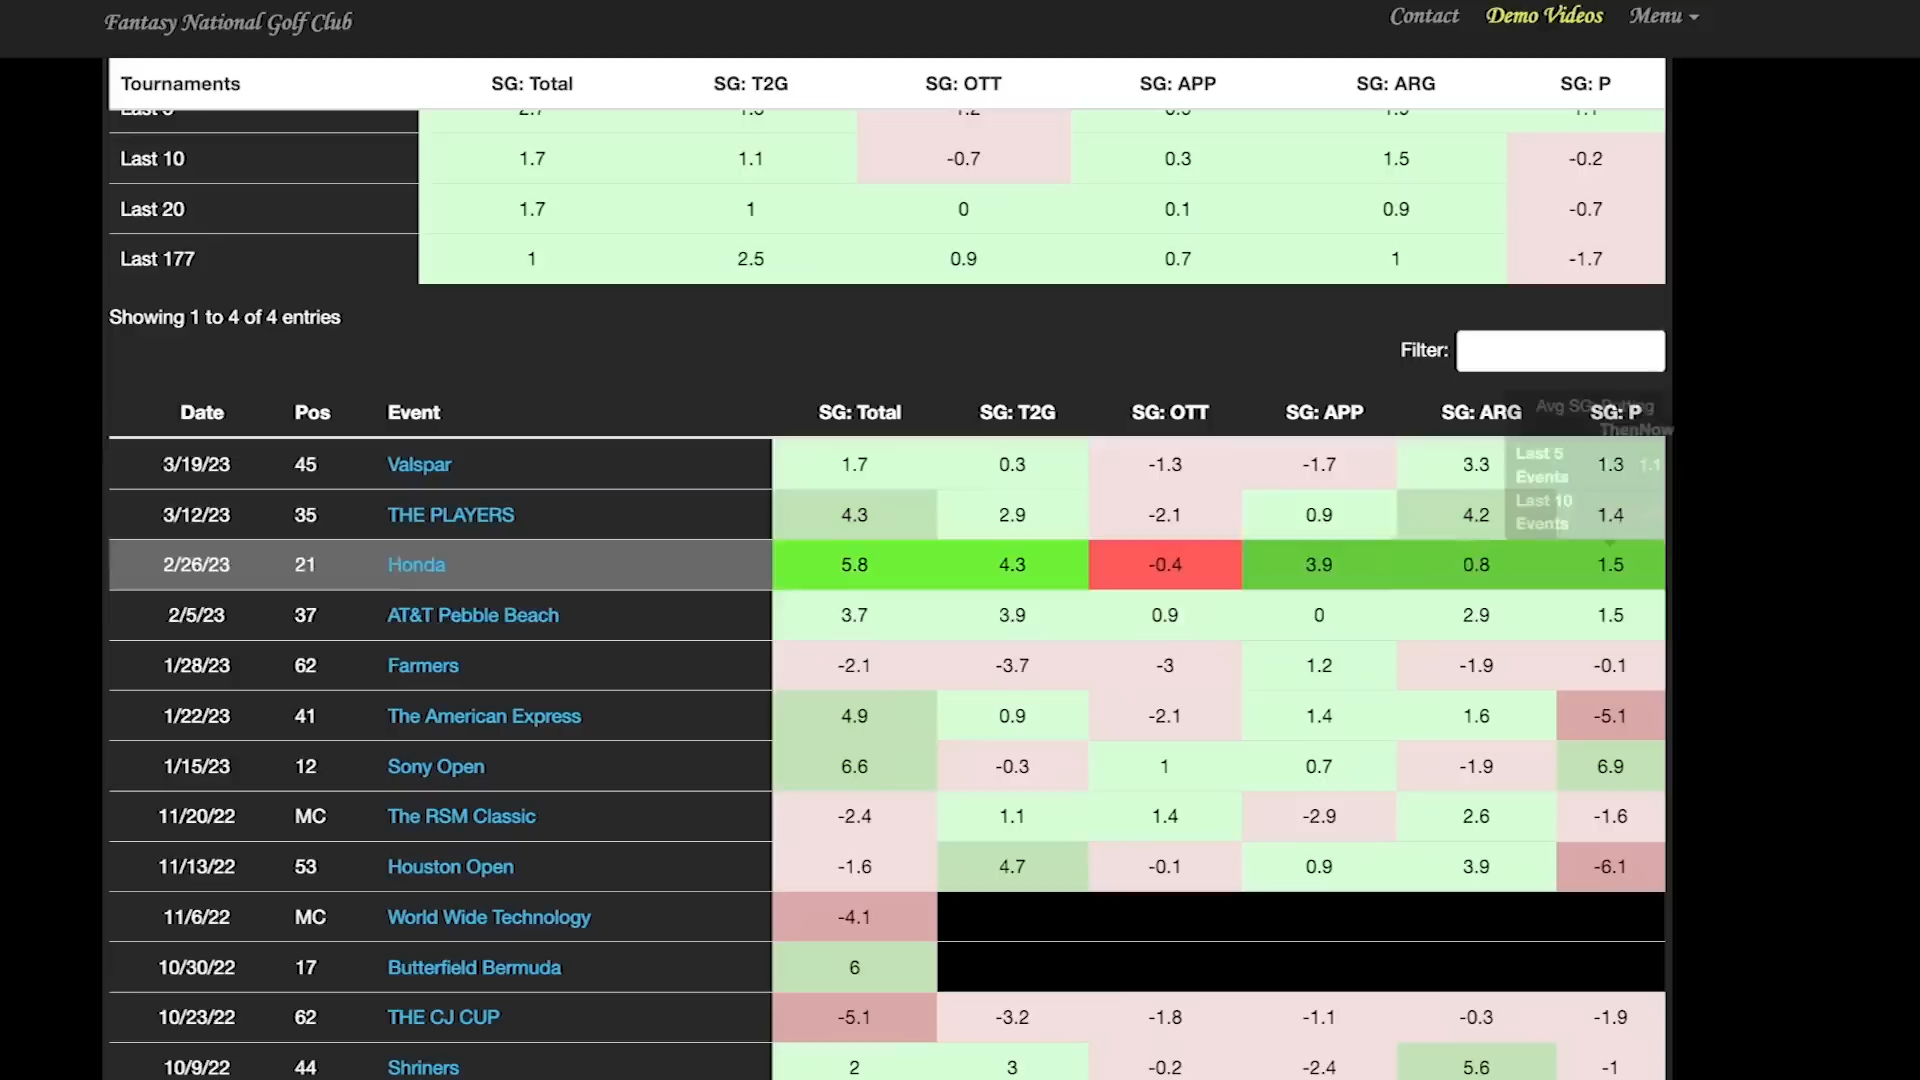 Fantasy National Golf Club Contact Demo Videos Menu
Tournaments SG: Total SG: T2G SG: OTT SG: APP SG: ARG SG: P
Last 10 1.7 1.1 -0.7 0.3 1.5 -0.2
Last 20 1.7 1 0 0.1 0.9 -0.7
Last 177 1 2.5 0.9 0.7 1 -1.7
Showing 1 to 4 of 4 entries
Filter:
Date Pos Event SG: Total SG: T2G SG: OTT SG: APP SG: ARG SG: P
Avg SG: Putting
ThenNow
Last 5 Events 1.1
Last 10 Events
3/19/23 45 Valspar 1.7 0.3 -1.3 -1.7 3.3 1.3
3/12/23 35 THE PLAYERS 4.3 2.9 -2.1 0.9 4.2 1.4
2/26/23 21 Honda 5.8 4.3 -0.4 3.9 0.8 1.5
2/5/23 37 AT&T Pebble Beach 3.7 3.9 0.9 0 2.9 1.5
1/28/23 62 Farmers -2.1 -3.7 -3 1.2 -1.9 -0.1
1/22/23 41 The American Express 4.9 0.9 -2.1 1.4 1.6 -5.1
1/15/23 12 Sony Open 6.6 -0.3 1 0.7 -1.9 6.9
11/20/22 MC The RSM Classic -2.4 1.1 1.4 -2.9 2.6 -1.6
11/13/22 53 Houston Open -1.6 4.7 -0.1 0.9 3.9 -6.1
11/6/22 MC World Wide Technology -4.1
10/30/22 17 Butterfield Bermuda 6
10/23/22 62 THE CJ CUP -5.1 -3.2 -1.8 -1.1 -0.3 -1.9
10/9/22 44 Shriners 2 3 -0.2 -2.4 5.6 -1